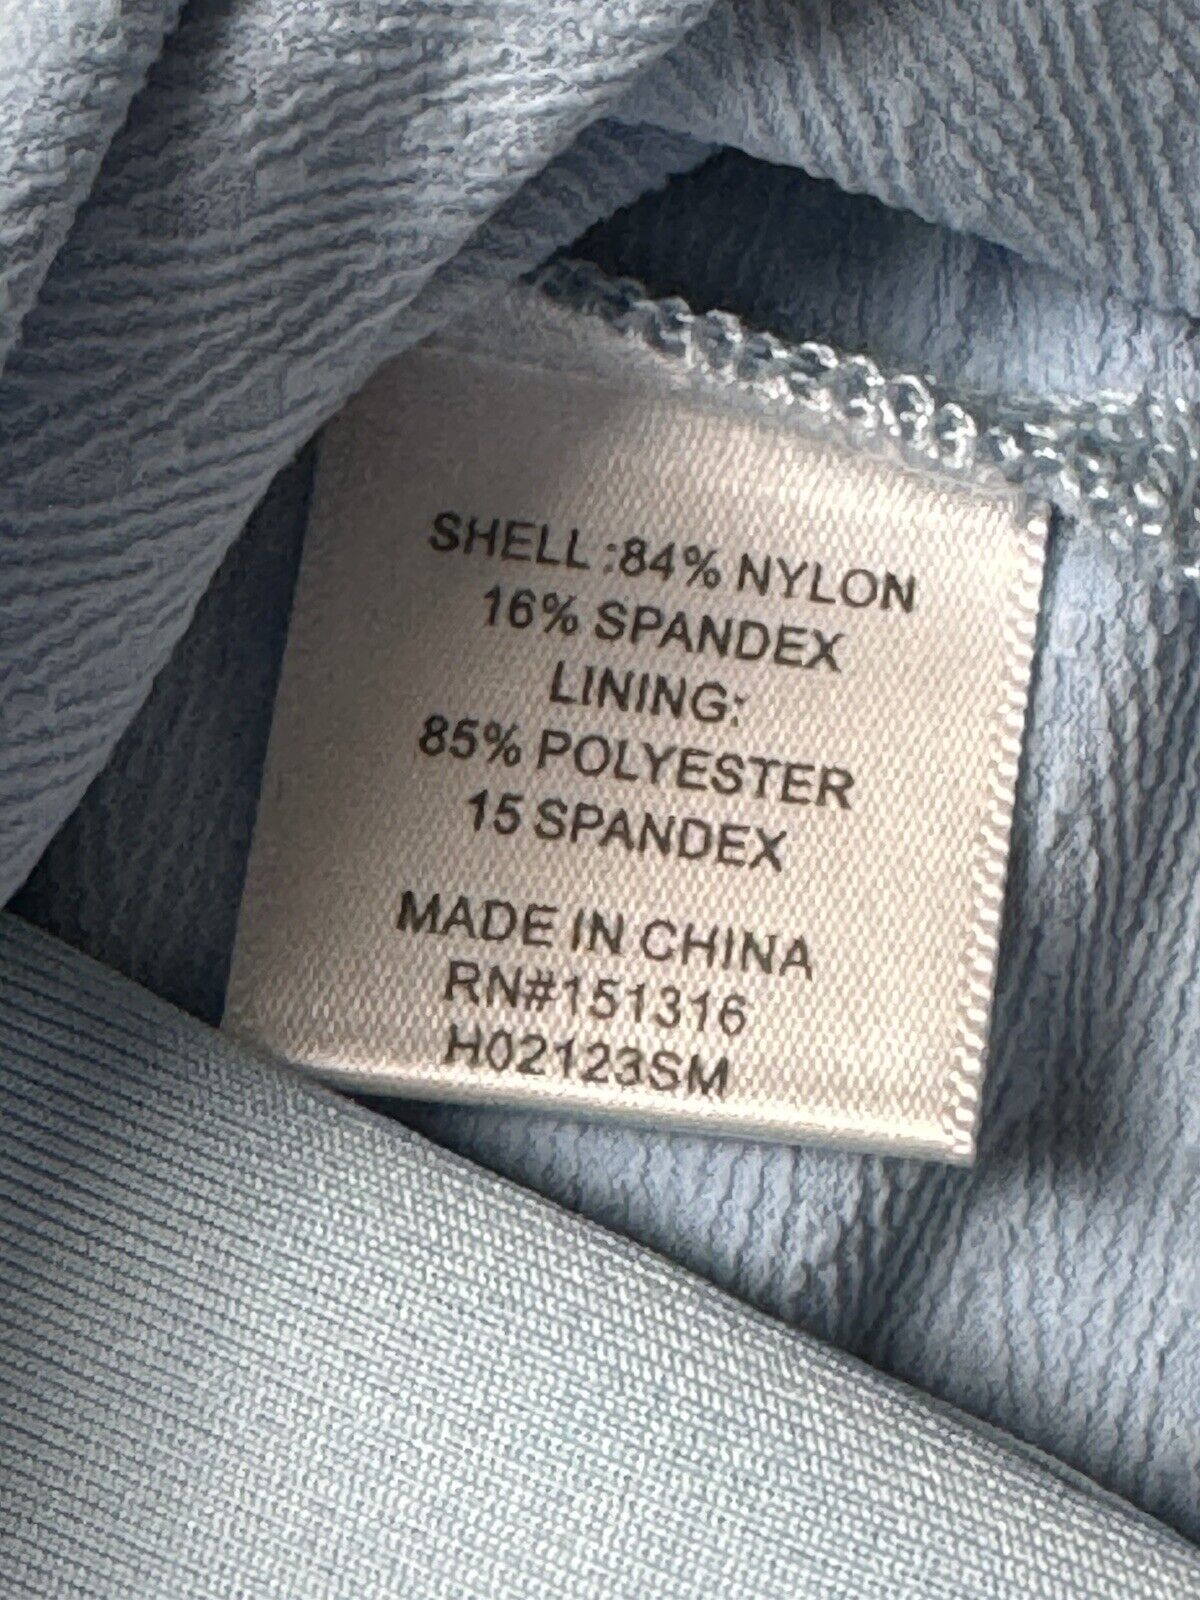 SHELL :84% NYLON
16% SPANDEX
LINING:
85% POLYESTER
15 SPANDEX
MADE IN CHINA
RN#151316
H02123SM